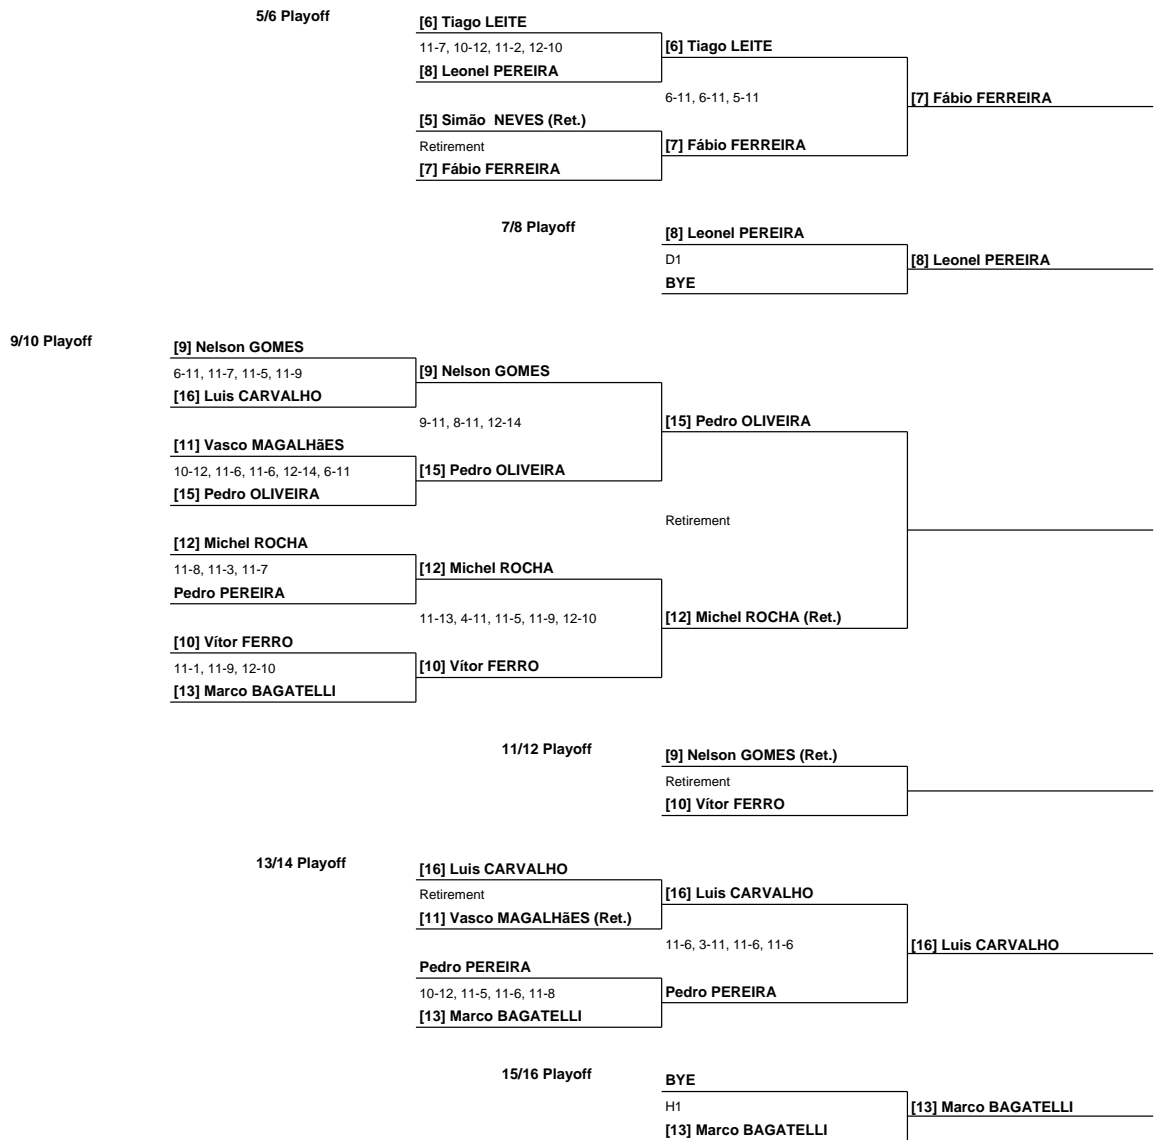 5/6 Playoff
[6] Tiago LEITE
11-7, 10-12, 11-2, 12-10
[6] Tiago LEITE
[8] Leonel PEREIRA
6-11, 6-11, 5-11
[7] Fábio FERREIRA
[5] Simão  NEVES (Ret.)
Retirement
[7] Fábio FERREIRA
[7] Fábio FERREIRA
7/8 Playoff
[8] Leonel PEREIRA
D1
[8] Leonel PEREIRA
BYE
9/10 Playoff
[9] Nelson GOMES
6-11, 11-7, 11-5, 11-9
[9] Nelson GOMES
[16] Luis CARVALHO
9-11, 8-11, 12-14
[15] Pedro OLIVEIRA
[11] Vasco MAGALHãES
10-12, 11-6, 11-6, 12-14, 6-11
[15] Pedro OLIVEIRA
[15] Pedro OLIVEIRA
Retirement
[12] Michel ROCHA
11-8, 11-3, 11-7
[12] Michel ROCHA
Pedro PEREIRA
11-13, 4-11, 11-5, 11-9, 12-10
[12] Michel ROCHA (Ret.)
[10] Vítor FERRO
11-1, 11-9, 12-10
[10] Vítor FERRO
[13] Marco BAGATELLI
11/12 Playoff
[9] Nelson GOMES (Ret.)
Retirement
[10] Vítor FERRO
13/14 Playoff
[16] Luis CARVALHO
Retirement
[16] Luis CARVALHO
[11] Vasco MAGALHãES (Ret.)
11-6, 3-11, 11-6, 11-6
[16] Luis CARVALHO
Pedro PEREIRA
10-12, 11-5, 11-6, 11-8
Pedro PEREIRA
[13] Marco BAGATELLI
15/16 Playoff
BYE
H1
[13] Marco BAGATELLI
[13] Marco BAGATELLI